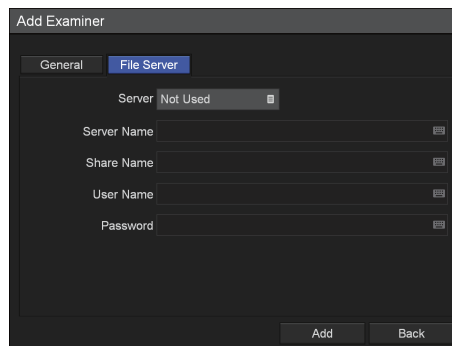 Add Examiner
General File Server
Server Not Used
Server Name
Share Name
User Name
Password
Add Back